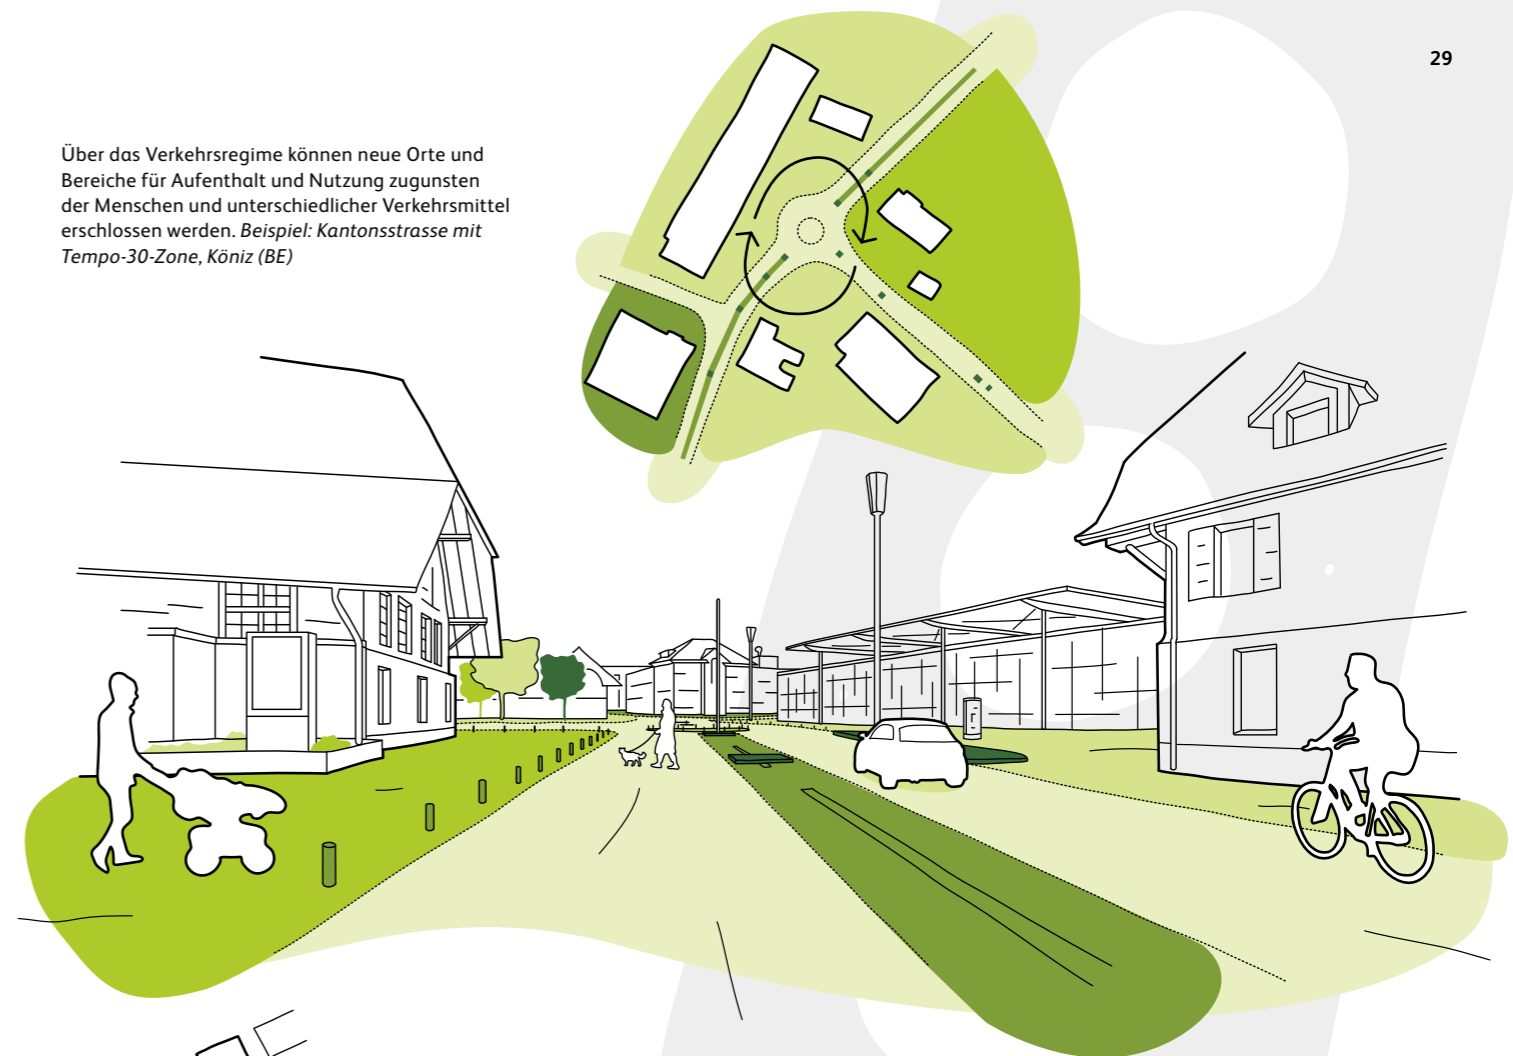 29
Über das Verkehrsregime können neue Orte und
Bereiche für Aufenthalt und Nutzung zugunsten
der Menschen und unterschiedlicher Verkehrsmittel
erschlossen werden. Beispiel: Kantonsstrasse mit
Tempo-30-Zone, Köniz (BE)